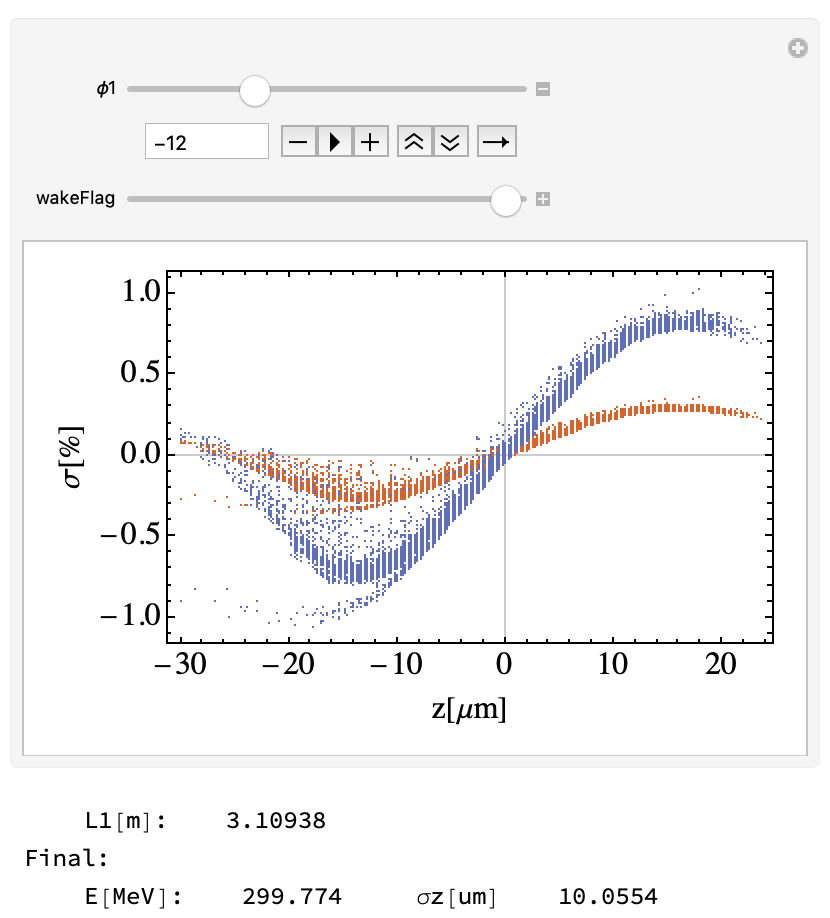 ϕ1
−12
wakeFlag
1.0
0.5
0.0
−0.5
−1.0
σ[%]
−30 −20 −10 0 10 20
z[μm]
L1[m]: 3.10938
Final:
E[MeV]: 299.774 σz[um] 10.0554